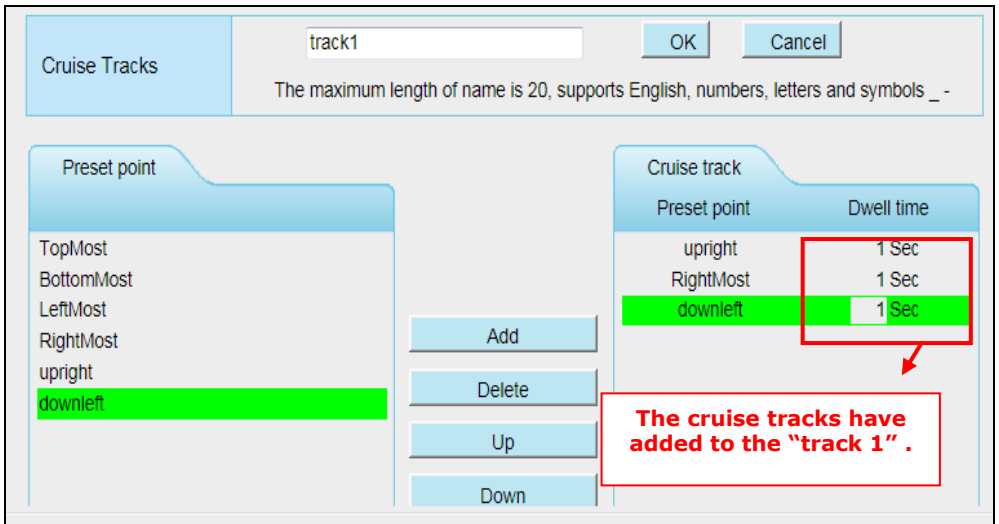 track1
OK
Cancel
Cruise Tracks
The maximum length of name is 20, supports English, numbers, letters and symbols _ -
Preset point
TopMost
BottomMost
LeftMost
RightMost
upright
downleft
Add
Delete
Up
Down
Cruise track
Preset point Dwell time
upright 1 Sec
RightMost 1 Sec
downleft 1 Sec
The cruise tracks have
added to the “track 1” .